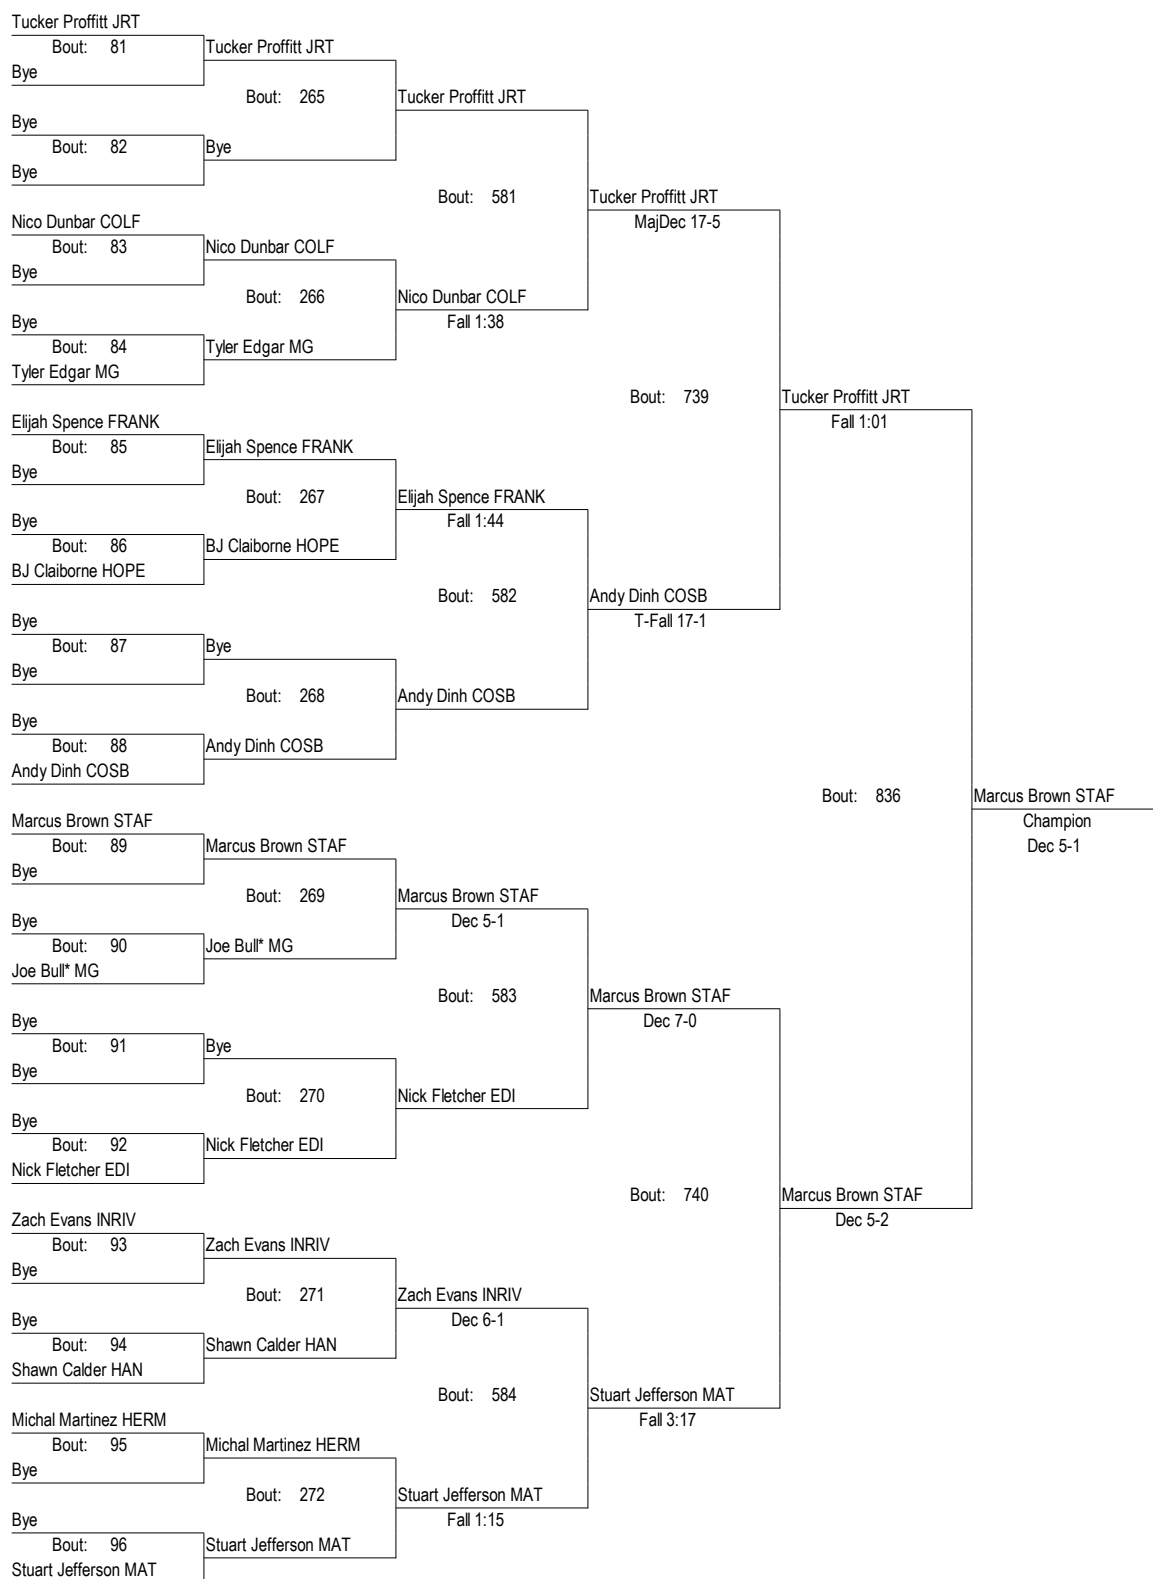 Tucker Proffitt JRT
Bout: 81 Tucker Proffitt JRT
Bye
Bout: 265 Tucker Proffitt JRT
Bye
Bout: 82 Bye
Bye
Bout: 581 Tucker Proffitt JRT
Nico Dunbar COLF MajDec 17-5
Bout: 83 Nico Dunbar COLF
Bye
Bout: 266 Nico Dunbar COLF
Bye Fall 1:38
Bout: 84 Tyler Edgar MG
Tyler Edgar MG
Bout: 739 Tucker Proffitt JRT
Elijah Spence FRANK Fall 1:01
Bout: 85 Elijah Spence FRANK
Bye
Bout: 267 Elijah Spence FRANK
Bye Fall 1:44
Bout: 86 BJ Claiborne HOPE
BJ Claiborne HOPE
Bout: 582 Andy Dinh COSB
Bye T-Fall 17-1
Bout: 87 Bye
Bye
Bout: 268 Andy Dinh COSB
Bye
Bout: 88 Andy Dinh COSB
Andy Dinh COSB
Bout: 836 Marcus Brown STAF
Marcus Brown STAF Champion
Bout: 89 Marcus Brown STAF Dec 5-1
Bye
Bout: 269 Marcus Brown STAF
Bye Dec 5-1
Bout: 90 Joe Bull* MG
Joe Bull* MG
Bout: 583 Marcus Brown STAF
Bye Dec 7-0
Bout: 91 Bye
Bye
Bout: 270 Nick Fletcher EDI
Bye
Bout: 92 Nick Fletcher EDI
Nick Fletcher EDI
Bout: 740 Marcus Brown STAF
Zach Evans INRIV Dec 5-2
Bout: 93 Zach Evans INRIV
Bye
Bout: 271 Zach Evans INRIV
Bye Dec 6-1
Bout: 94 Shawn Calder HAN
Shawn Calder HAN
Bout: 584 Stuart Jefferson MAT
Michal Martinez HERM Fall 3:17
Bout: 95 Michal Martinez HERM
Bye
Bout: 272 Stuart Jefferson MAT
Bye Fall 1:15
Bout: 96 Stuart Jefferson MAT
Stuart Jefferson MAT